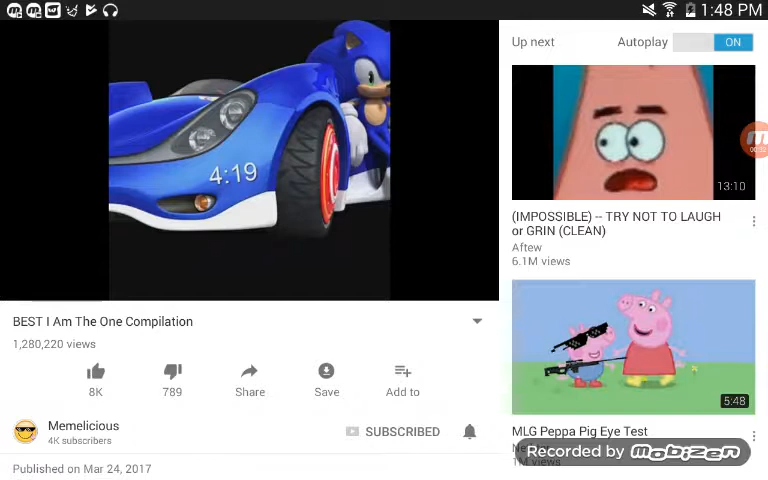 1:48 PM
Up next
Autoplay
ON
4:19
13:10
(IMPOSSIBLE) -- TRY NOT TO LAUGH
or GRIN (CLEAN)
Aftew
6.1M views
BEST I Am The One Compilation
1,280,220 views
8K
789
Share
Save
Add to
5:48
MLG Peppa Pig Eye Test
1M views
Recorded by mobizen
Memelicious
4K subscribers
SUBSCRIBED
Published on Mar 24, 2017